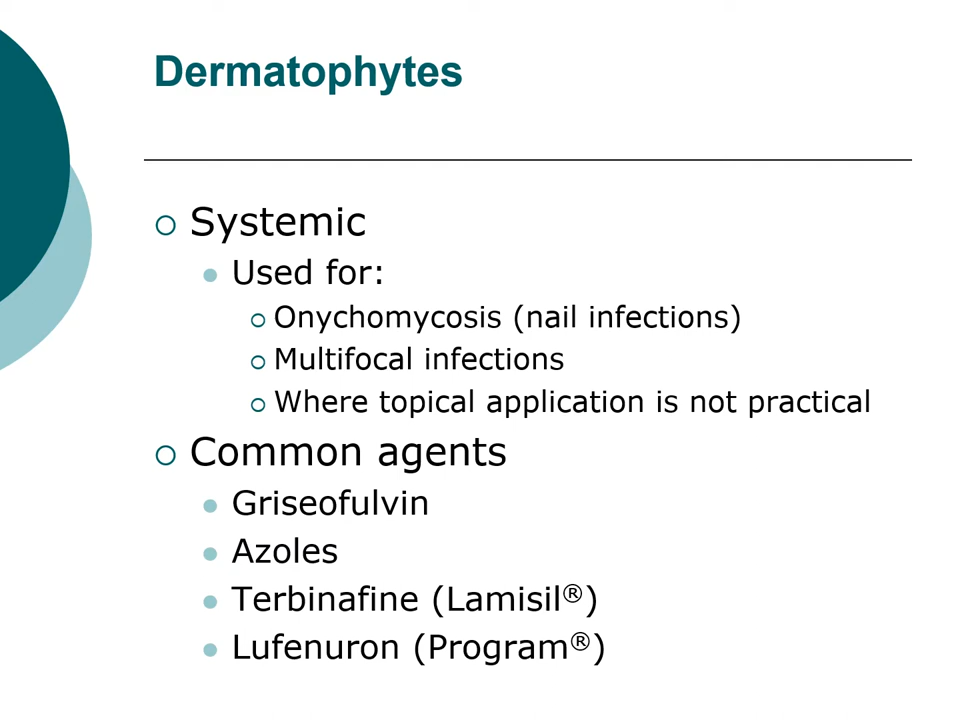 Dermatophytes
Systemic
Used for:
Onychomycosis (nail infections)
Multifocal infections
Where topical application is not practical
Common agents
Griseofulvin
Azoles
Terbinafine (Lamisil®)
Lufenuron (Program®)